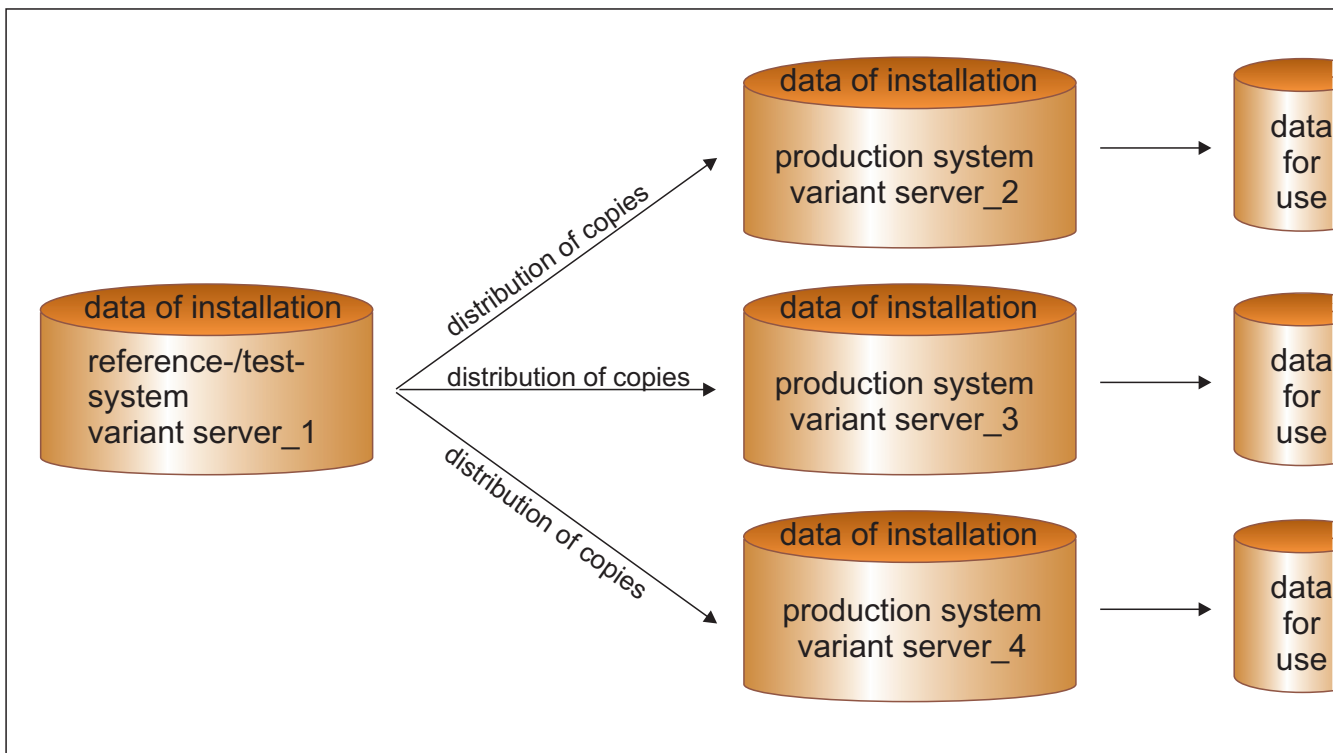 data of installation
reference-/test-
system
variant server_1
distribution of copies
distribution of copies
distribution of copies
data of installation
production system
variant server_2
data
for
use
data of installation
production system
variant server_3
data
for
use
data of installation
production system
variant server_4
data
for
use